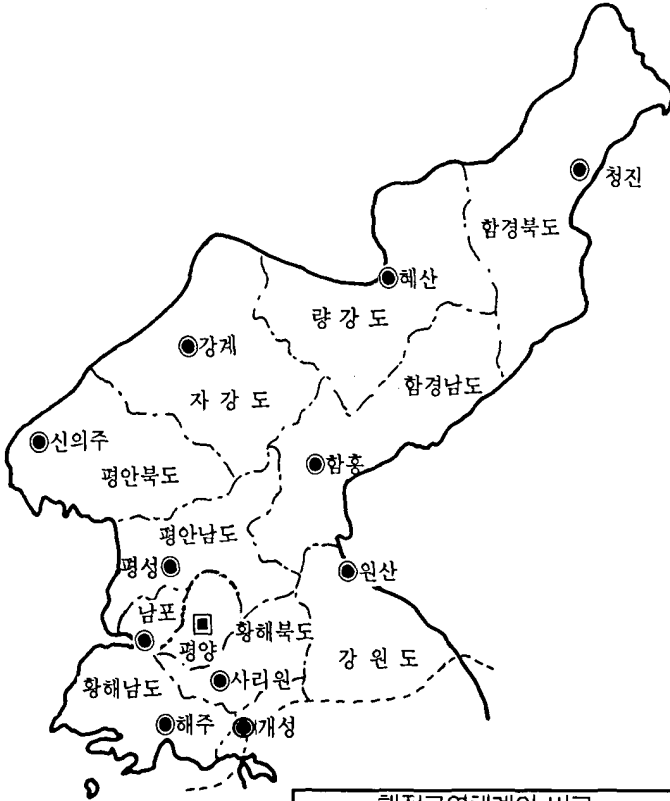 청진
함경북도
혜산
량강도
강계
함경남도
자강도
신의주
함흥
평안북도
평안남도
평성
원산
남포
황해북도
평양
강원도
사리원
황해남도
해주
개성